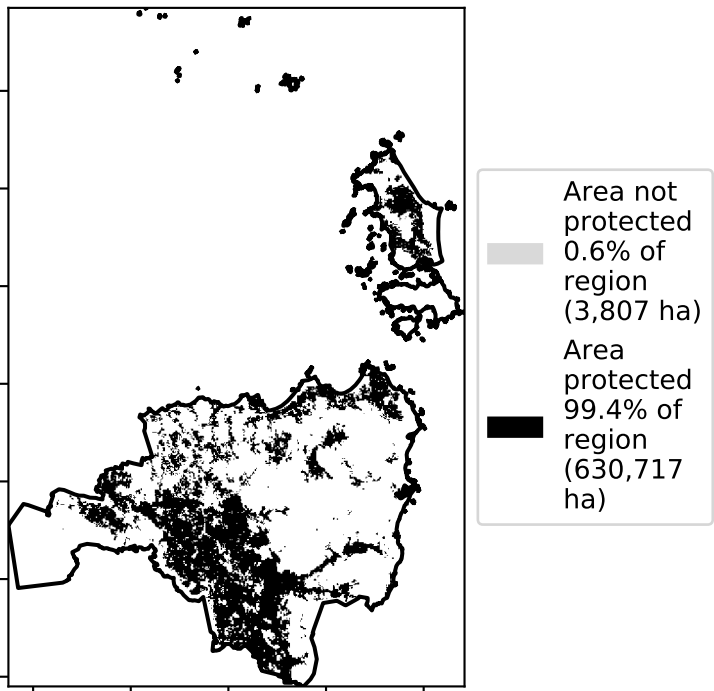 Area not
protected
0.6% of
region
(3,807 ha)
Area
protected
99.4% of
region
(630,717
ha)